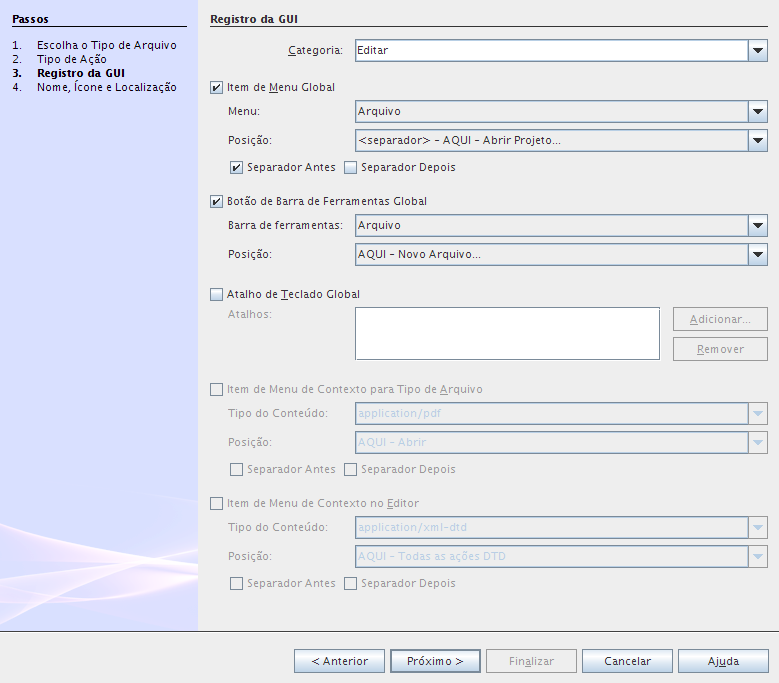 Passos
1. Escolha o Tipo de Arquivo
2. Tipo de Ação
3. Registro da GUI
4. Nome, Ícone e Localização
Registro da GUI
Categoria: Editar
Item de Menu Global
Menu: Arquivo
Posição: <separador> - AQUI - Abrir Projeto...
Separador Antes Separador Depois
Botão de Barra de Ferramentas Global
Barra de ferramentas: Arquivo
Posição: AQUI - Novo Arquivo...
Atalho de Teclado Global
Atalhos: Adicionar...
Remover
Item de Menu de Contexto para Tipo de Arquivo
Tipo do Conteúdo: application/pdf
Posição: AQUI - Abrir
Separador Antes Separador Depois
Item de Menu de Contexto no Editor
Tipo do Conteúdo: application/xml-dtd
Posição: AQUI - Todas as ações DTD
Separador Antes Separador Depois
< Anterior Próximo > Finalizar Cancelar Ajuda